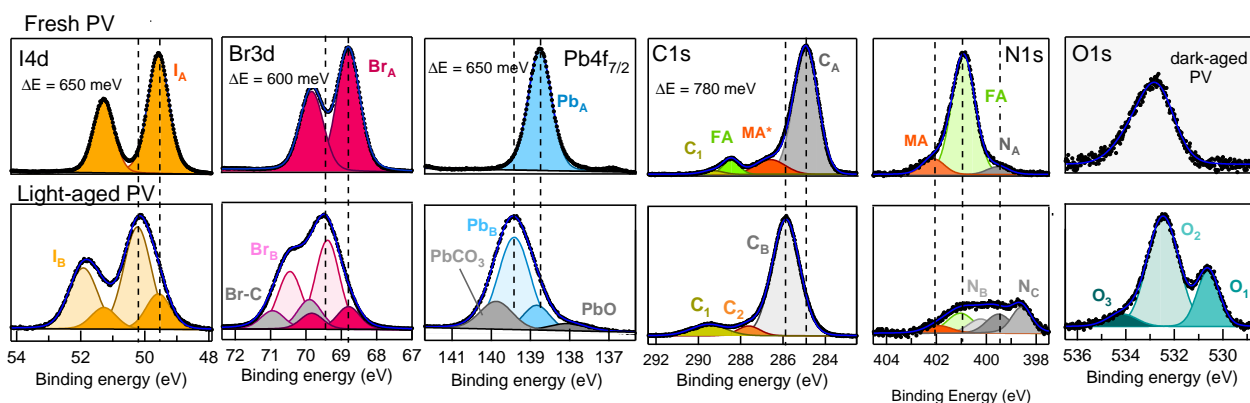 Fresh PV
I4d
I_A
ΔE = 650 meV
Br3d
ΔE = 600 meV
Br_A
ΔE = 650 meV
Pb4f_7/2
Pb_A
C1s
C_A
ΔE = 780 meV
C_1
FA
MA*
N1s
FA
MA
N_A
O1s
dark-aged
PV
Light-aged PV
I_B
54 52 50 48
Binding energy (eV)
Br_B
Br-C
72 71 70 69 68 67
Binding energy (eV)
Pb_B
PbCO_3
PbO
141 140 139 138 137
Binding energy (eV)
C_B
C_1
C_2
292 290 288 286 284
Binding energy (eV)
N_B
N_C
404 402 400 398
Binding Energy (eV)
O_2
O_3
O_1
536 534 532 530
Binding energy (eV)